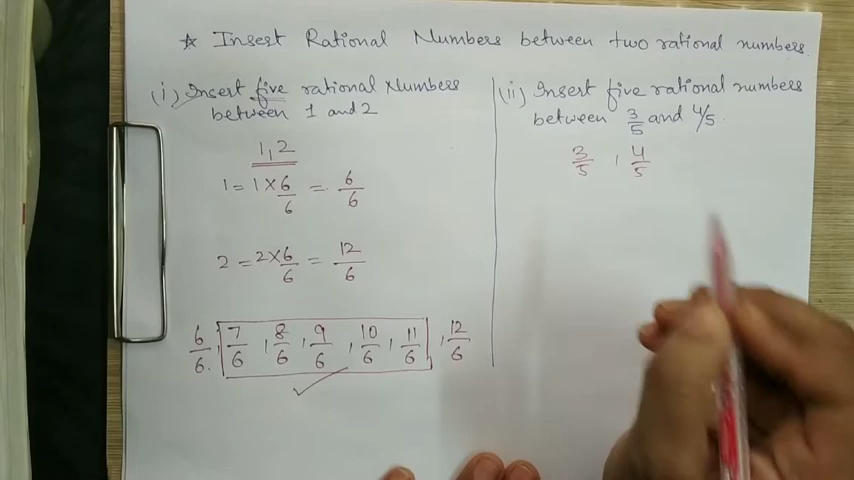 ☆ Insert Rational Numbers between two rational numbers.
(i) Insert five rational Numbers
between 1 and 2
1, 2
1 = 1 × 6/6 = 6/6
2 = 2 × 6/6 = 12/6
6/6, 7/6, 8/6, 9/6, 10/6, 11/6, 12/6
✓
(ii) Insert five rational numbers
between 3/5 and 4/5.
3/5, 4/5